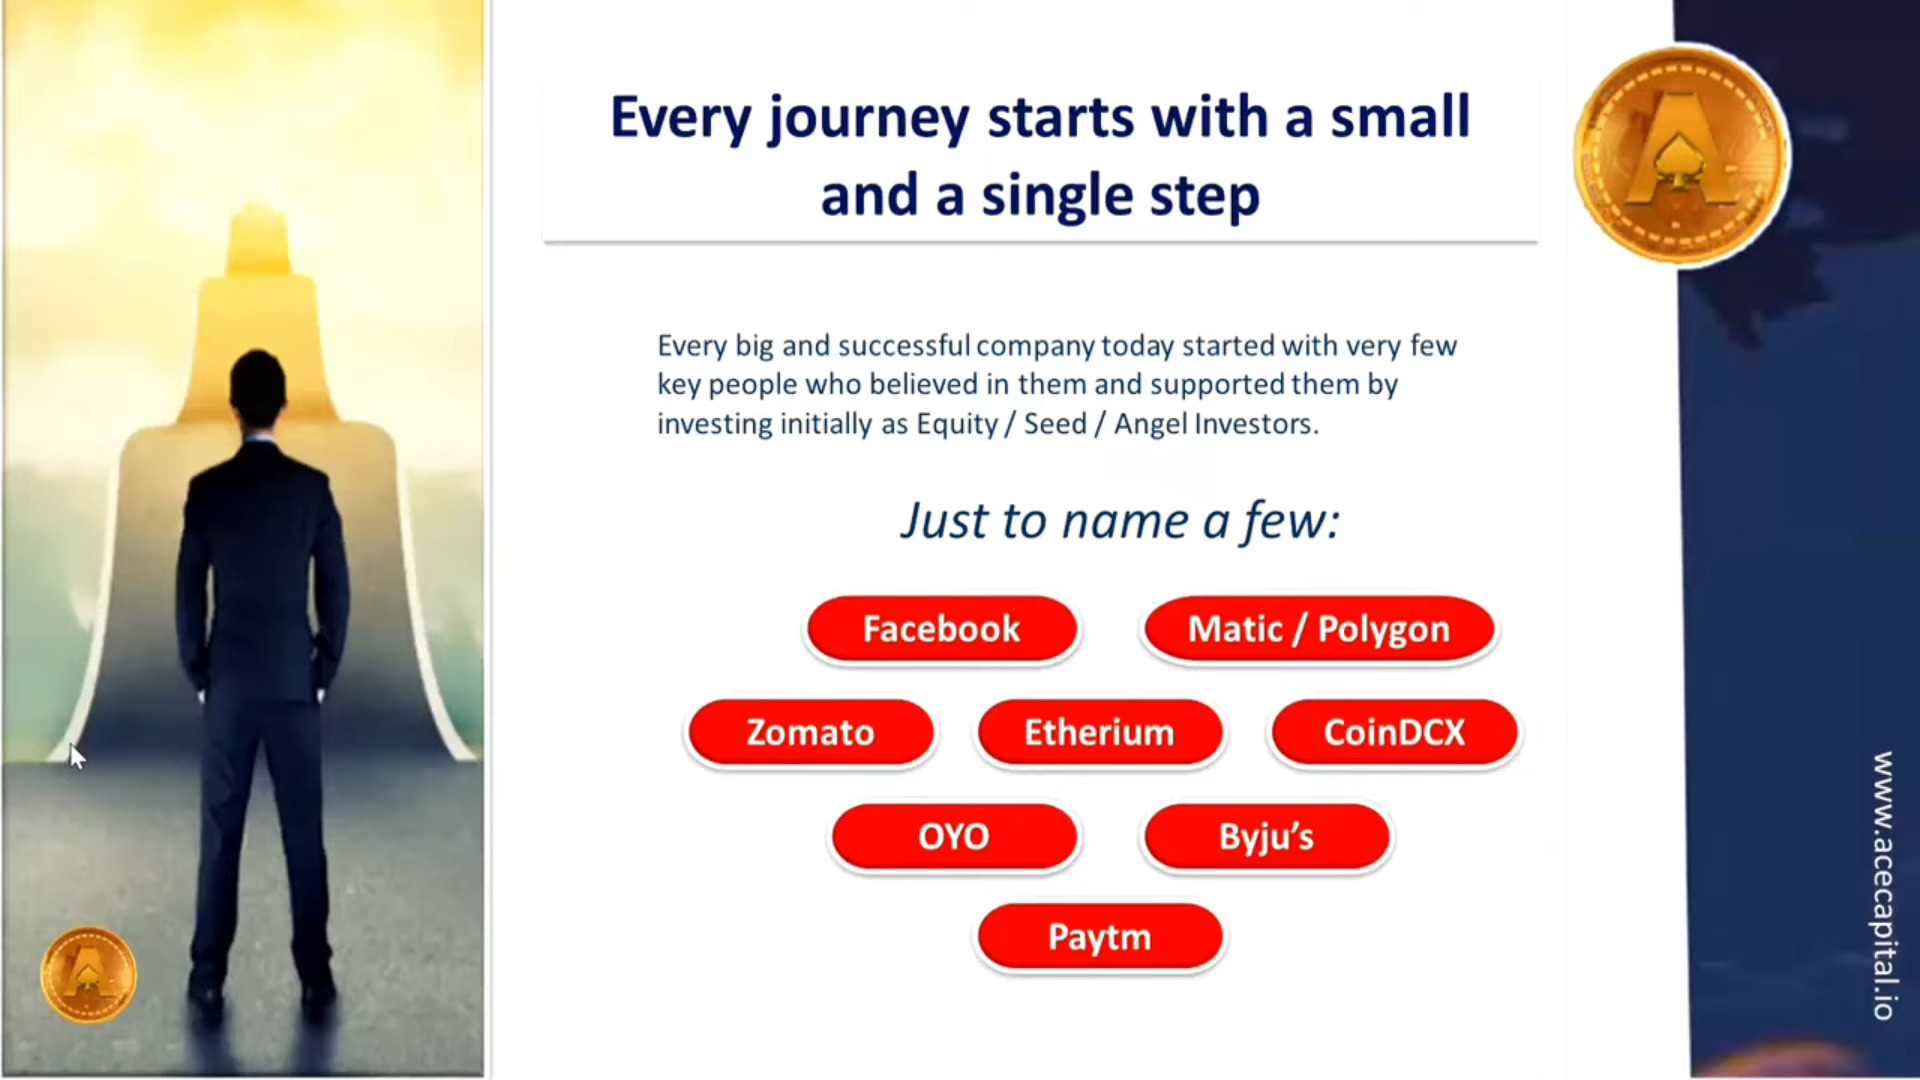 Every journey starts with a small
and a single step
Every big and successful company today started with very few
key people who believed in them and supported them by
investing initially as Equity / Seed / Angel Investors.
Just to name a few:
Facebook
Matic / Polygon
Zomato
Etherium
CoinDCX
OYO
Byju’s
Paytm
www.acecapital.io